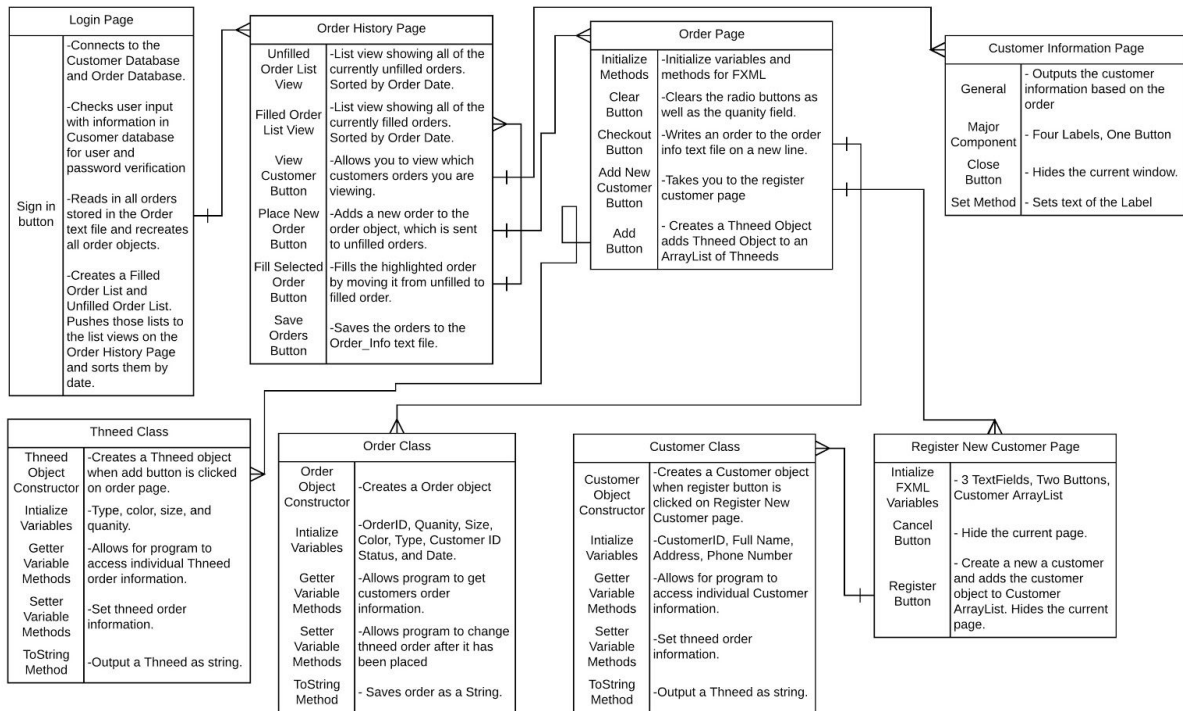 Login Page
Sign in
button
-Connects to the
Customer Database
and Order Database.
-Checks user input
with information in
Cusomer database
for user and
password verification
-Reads in all orders
stored in the Order
text file and recreates
all order objects.
-Creates a Filled
Order List and
Unfilled Order List.
Pushes those lists to
the list views on the
Order History Page
and sorts them by
date.
Order History Page
Unfilled
Order List
View
-List view showing all of the
currently unfilled orders.
Sorted by Order Date.
Filled Order
List View
-List view showing all of the
currently filled orders.
Sorted by Order Date.
View
Customer
Button
-Allows you to view which
customers orders you are
viewing.
Place New
Order
Button
-Adds a new order to the
order object, which is sent
to unfilled orders.
Fill Selected
Order
Button
-Fills the highlighted order
by moving it from unfilled to
filled order.
Save
Orders
Button
-Saves the orders to the
Order_Info text file.
Order Page
Initialize
Methods
-Initialize variables and
methods for FXML
Clear
Button
-Clears the radio buttons as
well as the quanity field.
Checkout
Button
-Writes an order to the order
info text file on a new line.
Add New
Customer
Button
-Takes you to the register
customer page
Add
Button
- Creates a Thneed Object
adds Thneed Object to an
ArrayList of Thneeds
Customer Information Page
General
- Outputs the customer
information based on the
order
Major
Component
- Four Labels, One Button
Close
Button
- Hides the current window.
Set Method
- Sets text of the Label
Thneed Class
Thneed
Object
Constructor
-Creates a Thneed object
when add button is clicked
on order page.
Intialize
Variables
-Type, color, size, and
quanity.
Getter
Variable
Methods
-Allows for program to
access individual Thneed
order information.
Setter
Variable
Methods
-Set thneed order
information.
ToString
Method
-Output a Thneed as string.
Order Class
Order
Object
Constructor
-Creates a Order object
Intialize
Variables
-OrderID, Quanity, Size,
Color, Type, Customer ID
Status, and Date.
Getter
Variable
Methods
-Allows program to get
customers order
information.
Setter
Variable
Methods
-Allows program to change
thneed order after it has
been placed
ToString
Method
- Saves order as a String.
Customer Class
Customer
Object
Constructor
-Creates a Customer object
when register button is
clicked on Register New
Customer page.
Intialize
Variables
-CustomerID, Full Name,
Address, Phone Number
Getter
Variable
Methods
-Allows for program to
access individual Customer
information.
Setter
Variable
Methods
-Set thneed order
information.
ToString
Method
-Output a Thneed as string.
Register New Customer Page
Intialize
FXML
Variables
- 3 TextFields, Two Buttons,
Customer ArrayList
Cancel
Button
- Hide the current page.
Register
Button
- Create a new a customer
and adds the customer
object to Customer
ArrayList. Hides the current
page.